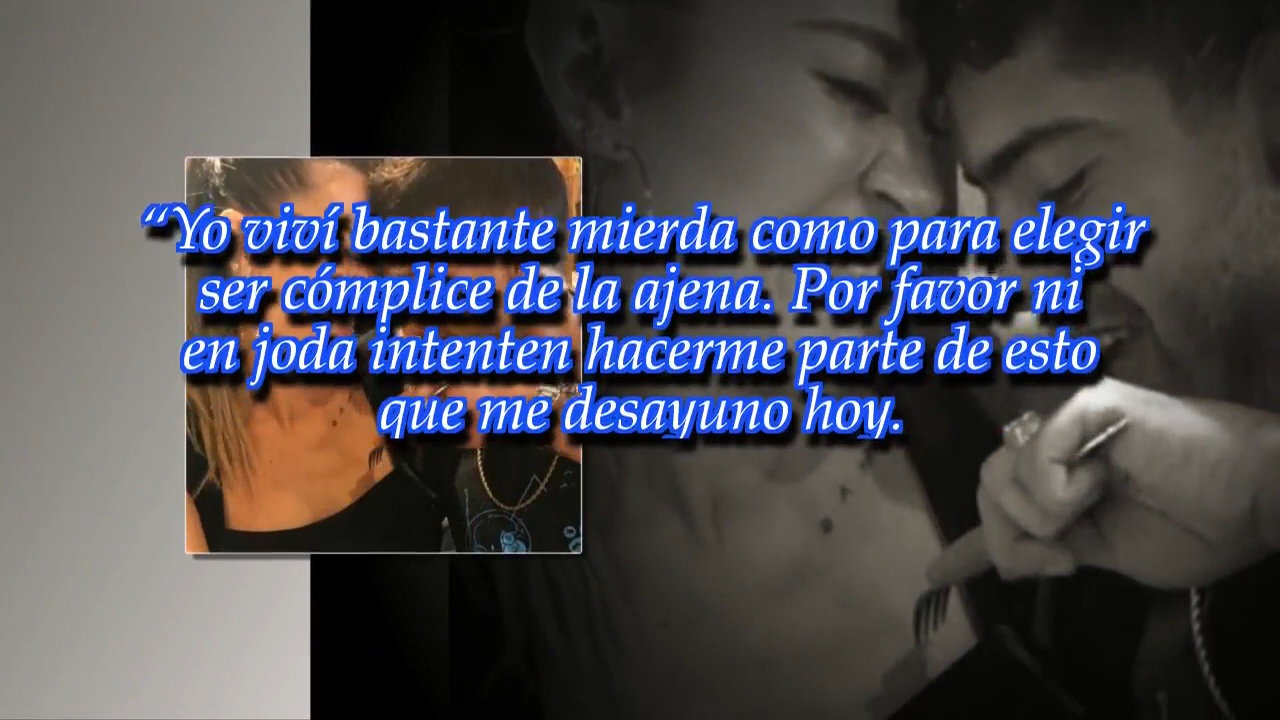 “Yo viví bastante mierda como para elegir
ser cómplice de la ajena. Por favor ni
en joda intenten hacerme parte de esto
que me desayuno hoy.